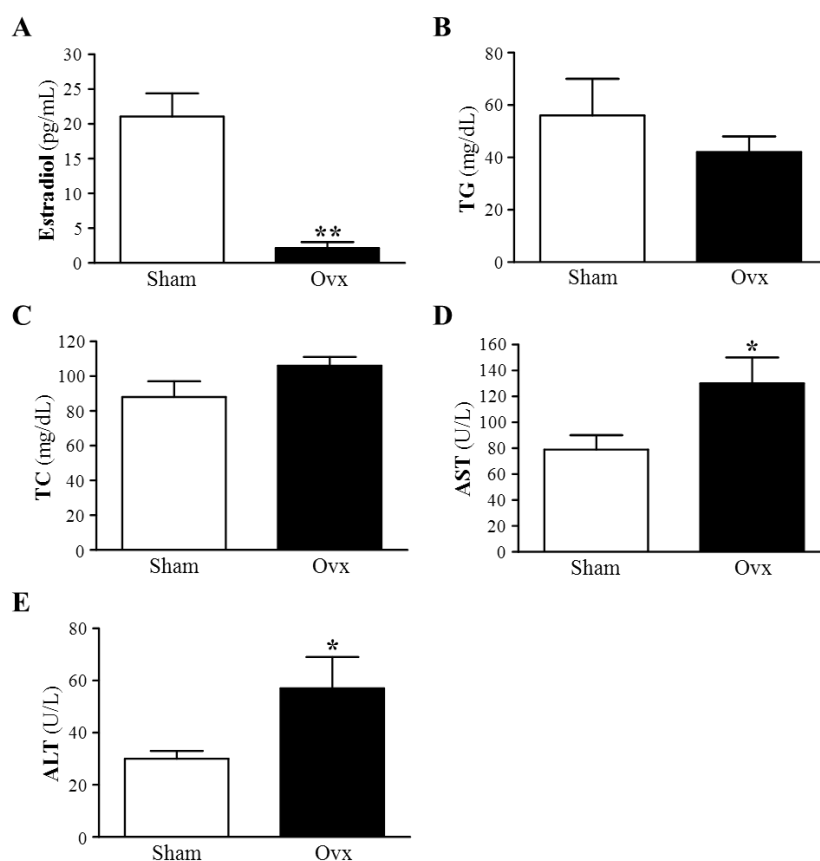 A
Estradiol (pg/mL)
30
25
20
15
10
5
0
**
Sham Ovx
B
TG (mg/dL)
80
60
40
20
0
Sham Ovx
C
TC (mg/dL)
120
100
80
60
40
20
0
Sham Ovx
D
AST (U/L)
160
140
120
100
80
60
40
20
0
*
Sham Ovx
E
ALT (U/L)
80
60
40
20
0
*
Sham Ovx